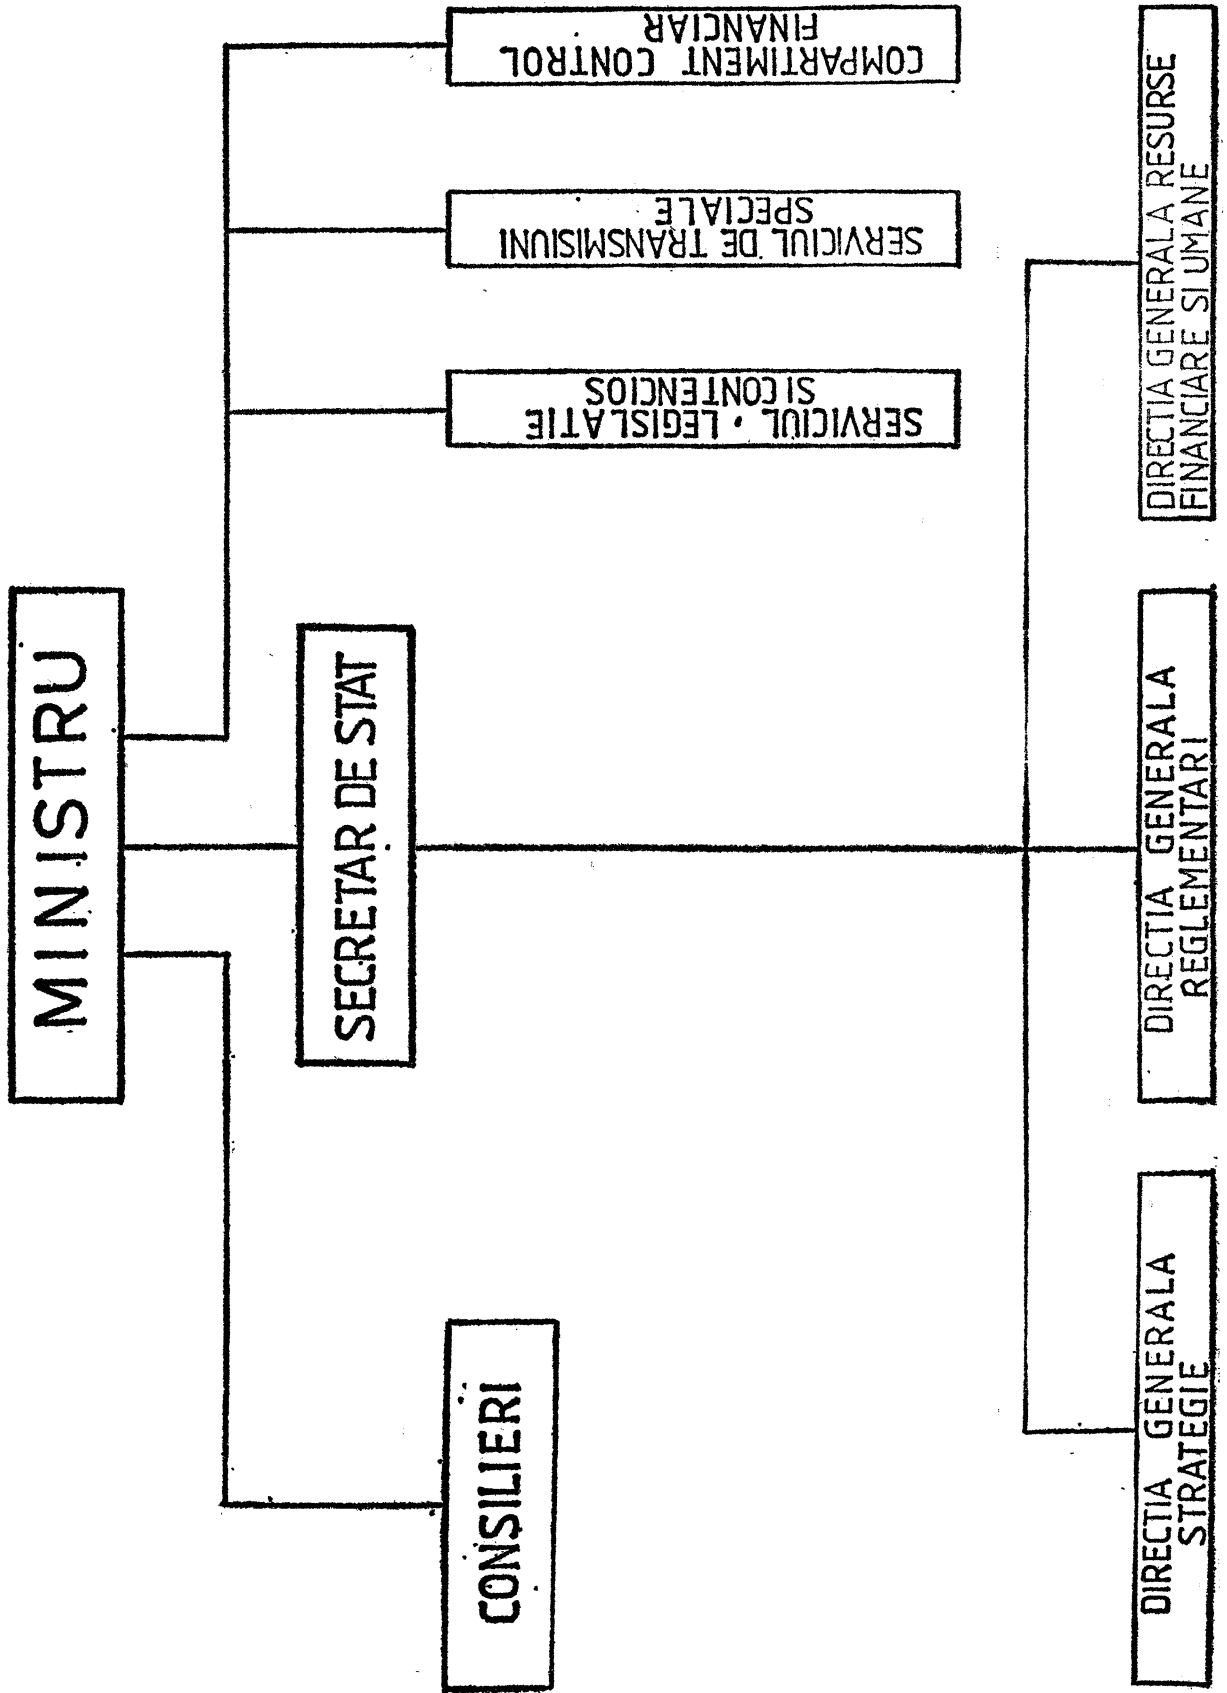 MINISTRU
SECRETAR DE STAT
CONSILIERI
SERVICIUL LEGISLATIE
SI CONTENCIOS
SERVICIUL DE TRANSMISIUNI
SPECIALE
COMPARTIMENT CONTROL
FINANCIAR
DIRECTIA GENERALA
STRATEGIE
DIRECTIA GENERALA
REGLEMENTARI
DIRECTIA GENERALA RESURSE
FINANCIARE SI UMANE